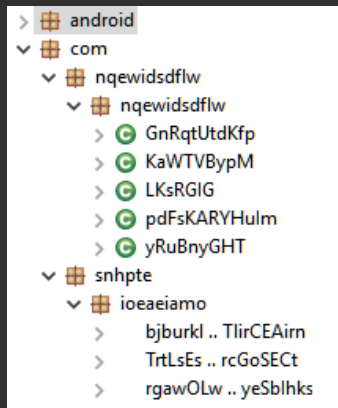 android
com
nqewidsdflw
nqewidsdflw
GnRqtUtdKfp
KaWTVBypM
LKsRGIG
pdFsKARYHulm
yRuBnyGHT
snhpte
ioeaeiamo
bjburkl .. TlirCEAirn
TrtLsEs .. rcGoSECt
rgawOLw .. yeSblhks